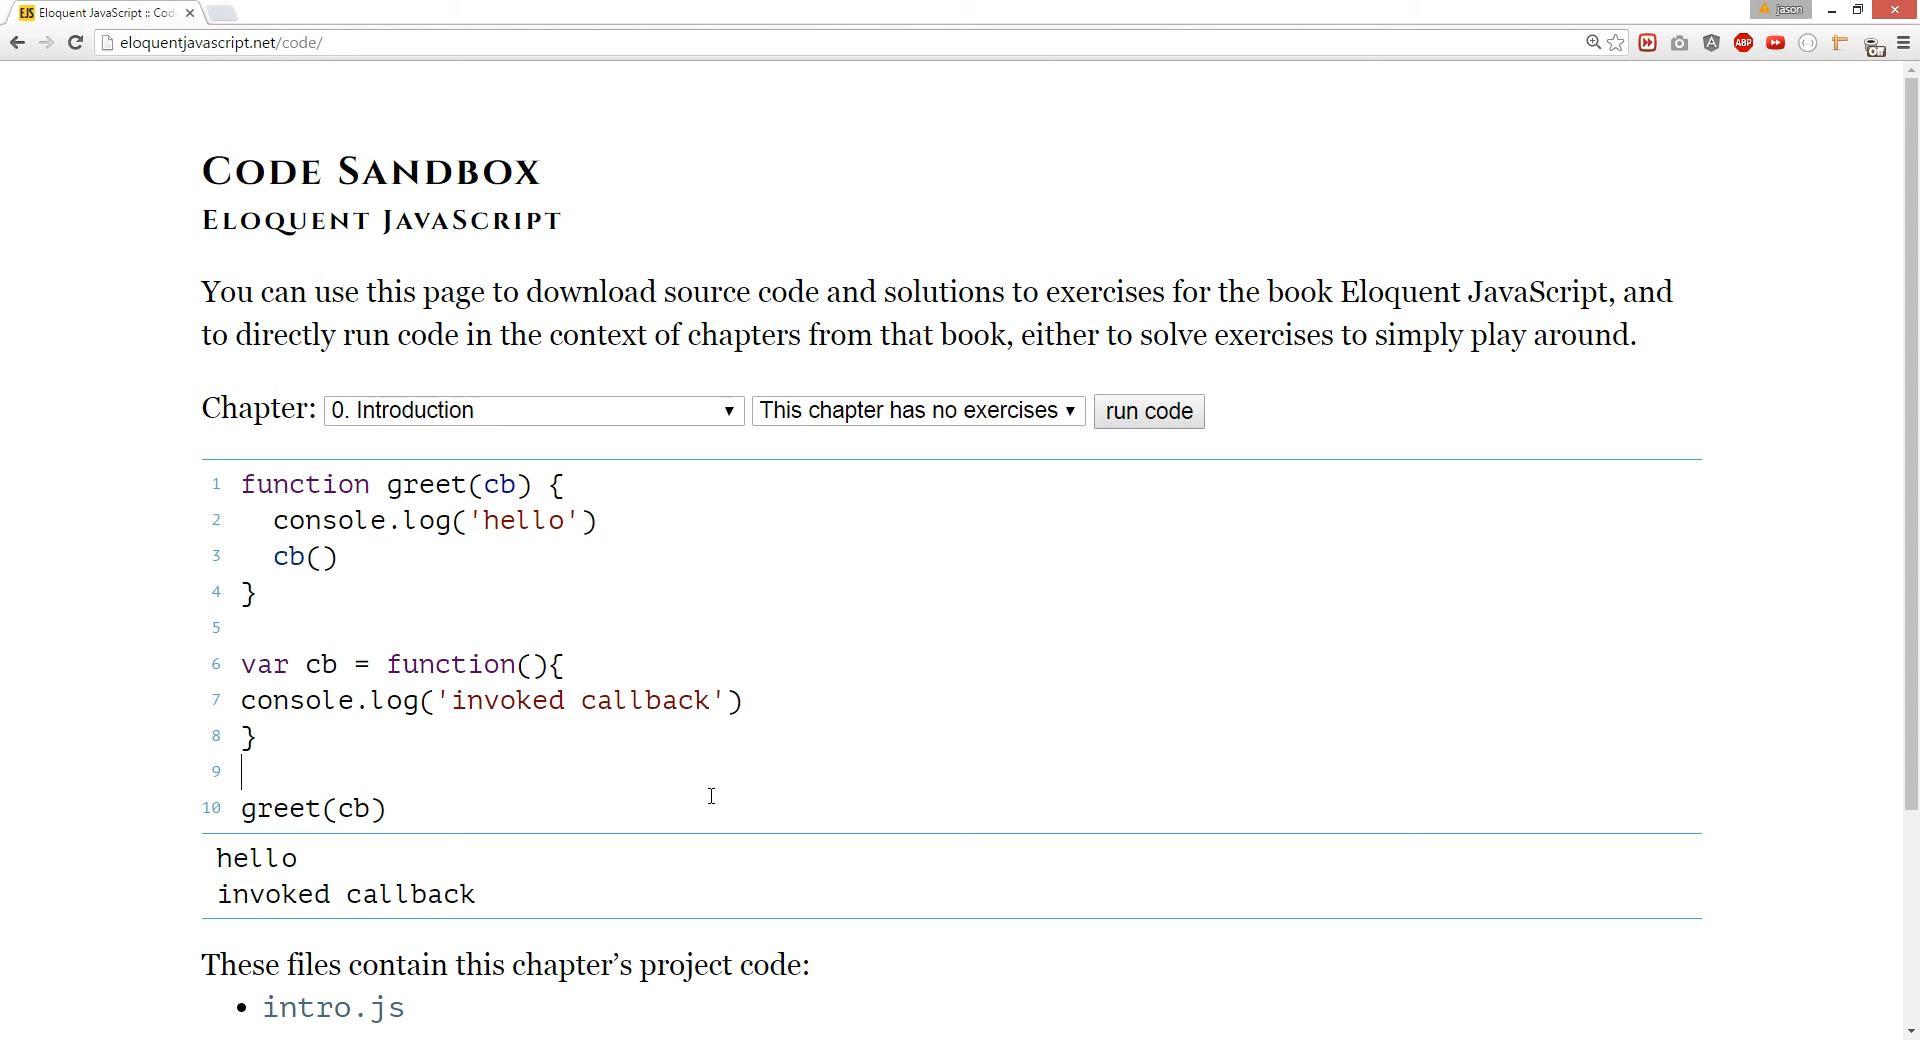 EJS Eloquent JavaScript :: Cod
jason
eloquentjavascript.net/code/
ABP
Off
Code Sandbox
Eloquent JavaScript
You can use this page to download source code and solutions to exercises for the book Eloquent JavaScript, and
to directly run code in the context of chapters from that book, either to solve exercises to simply play around.
Chapter: 0. Introduction This chapter has no exercises run code
1 function greet(cb) {
2 console.log('hello')
3 cb()
4 }
5
6 var cb = function(){
7 console.log('invoked callback')
8 }
9
10 greet(cb)
hello
invoked callback
These files contain this chapter’s project code:
• intro.js